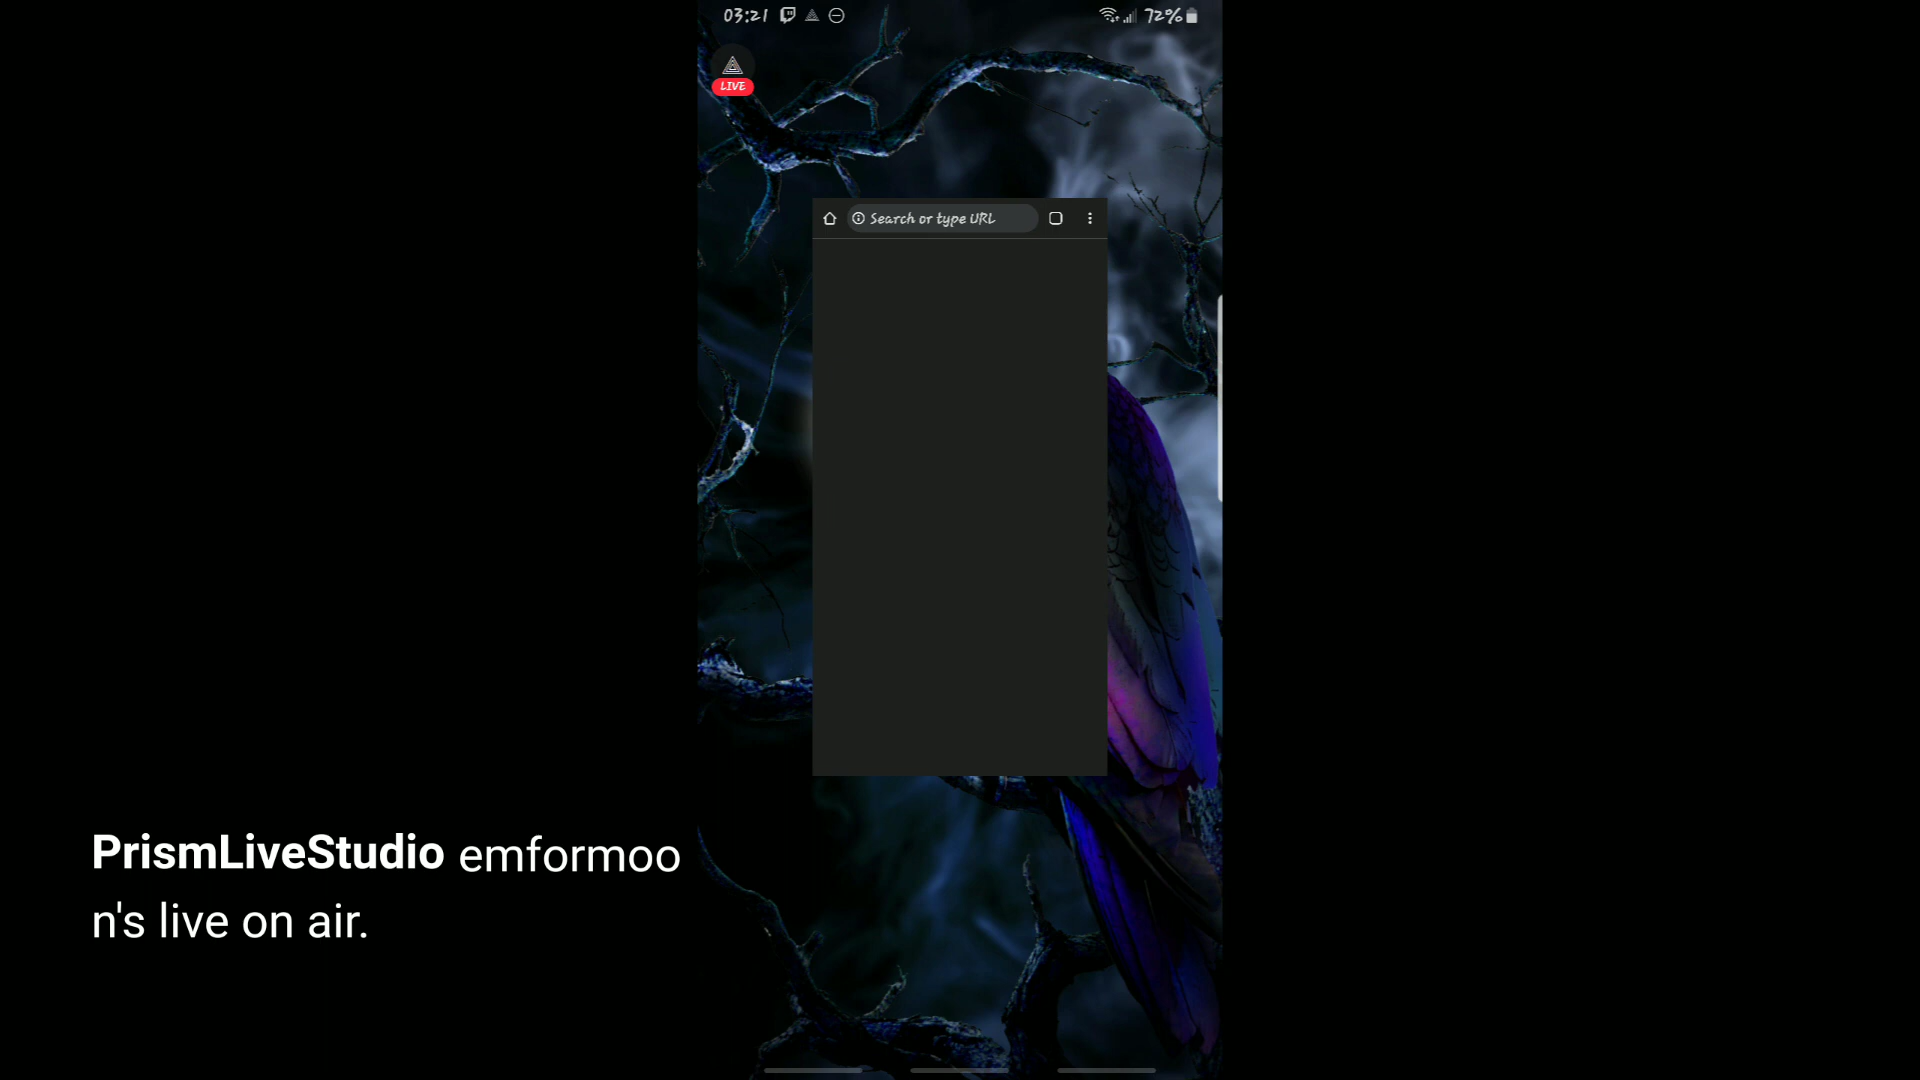 03:21
72%
LIVE
Search or type URL
PrismLiveStudio emformoo
n's live on air.